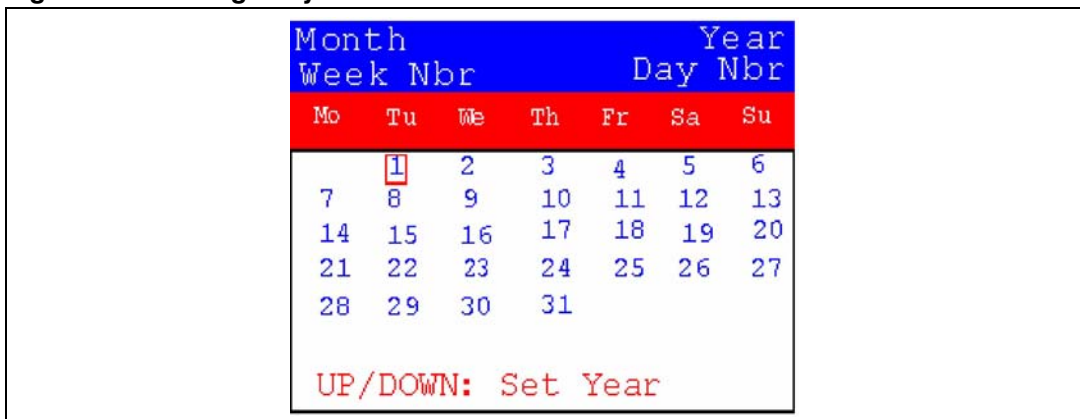 Month Year
Week Nbr Day Nbr
Mo Tu We Th Fr Sa Su
1 2 3 4 5 6
7 8 9 10 11 12 13
14 15 16 17 18 19 20
21 22 23 24 25 26 27
28 29 30 31
UP/DOWN: Set Year